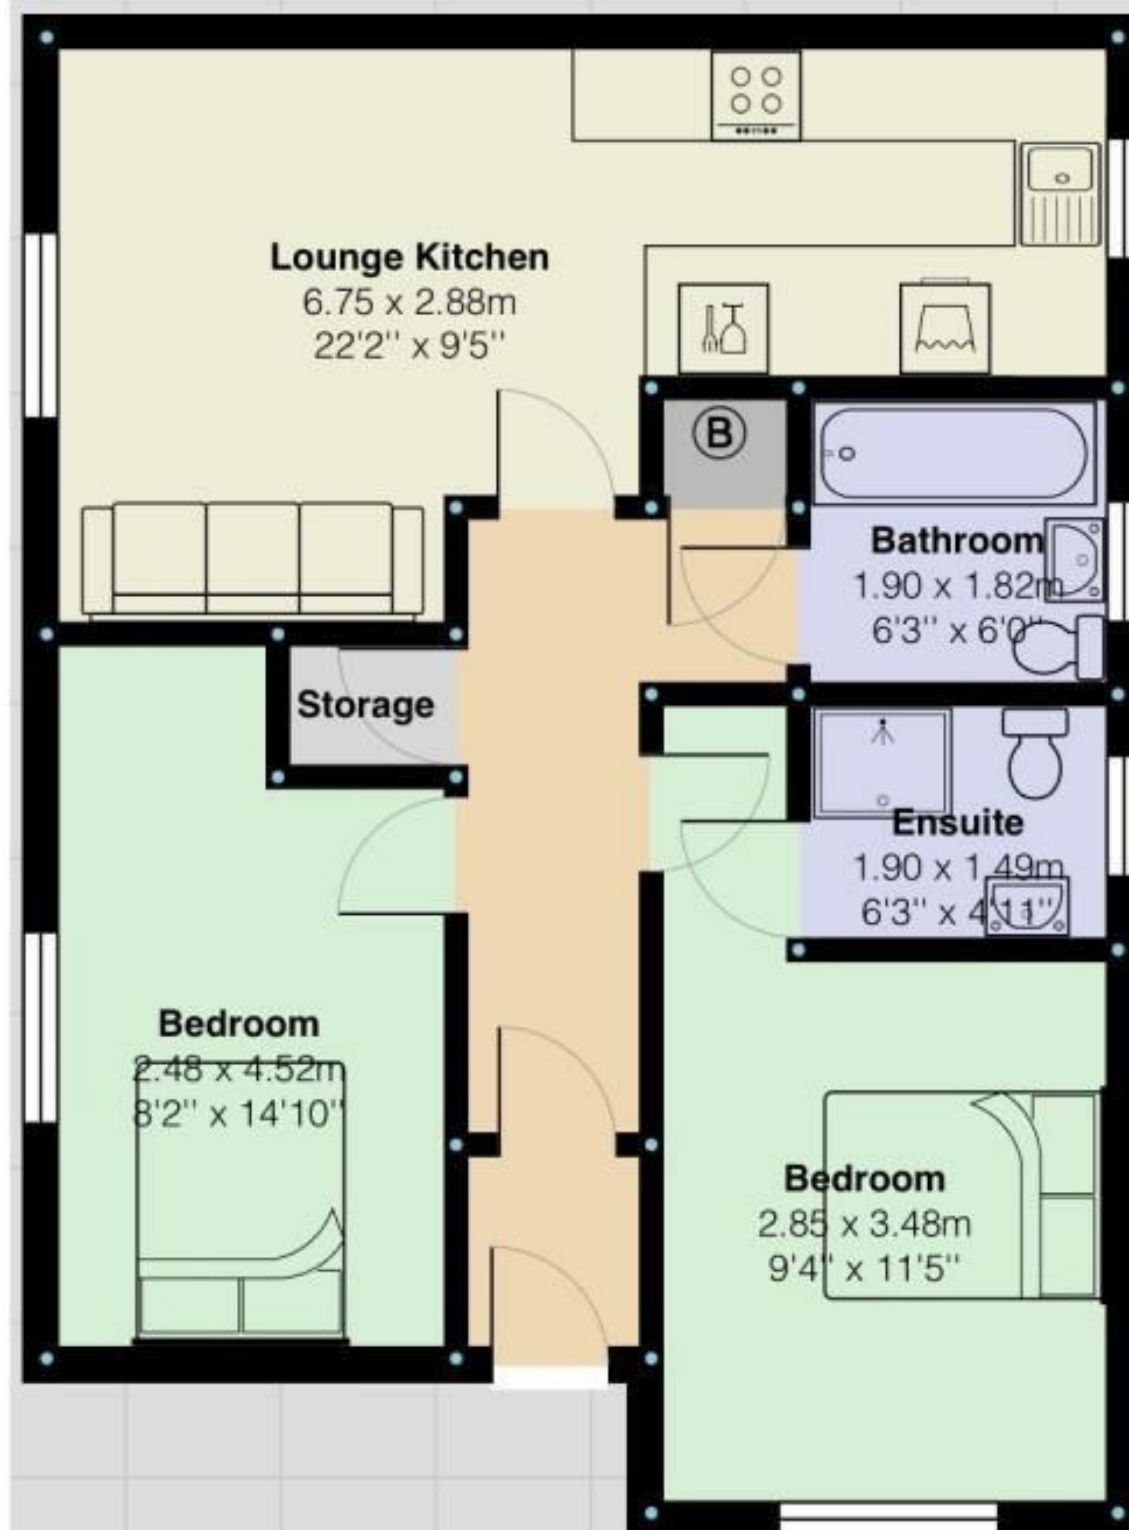 Lounge Kitchen
6.75 x 2.88m
22'2'' x 9'5''
B
Bathroom
1.90 x 1.82m
6'3'' x 6'0''
Storage
Ensuite
1.90 x 1.49m
6'3'' x 4'11''
Bedroom
2.48 x 4.52m
8'2'' x 14'10''
Bedroom
2.85 x 3.48m
9'4'' x 11'5''